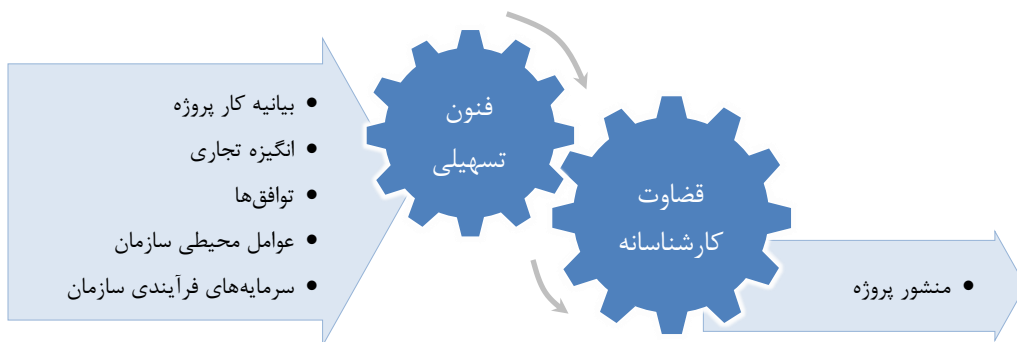 • بیانیه کار پروژه
• انگیزه تجاری
• توافق‌ها
• عوامل محیطی سازمان
• سرمایه‌های فرآیندی سازمان
فنون
تسهیلی
قضاوت
کارشناسانه
• منشور پروژه